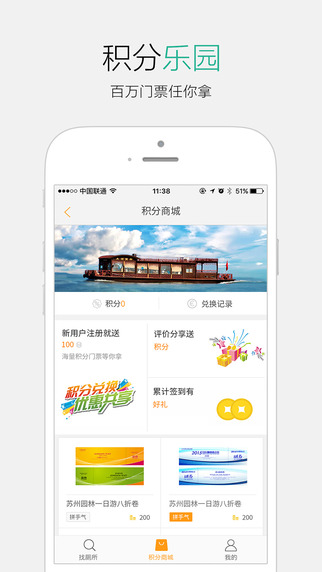 积分乐园
百万门票任你拿
中国联通
11:38
51%
积分商城
积分0
兑换记录
新用户注册就送
100
海量积分门票等你拿
评价分享送
积分
积分兑换
优惠共享
累计签到有
好礼
苏州园林一日游八折卷
拼手气
200
苏州园林一日游八折卷
拼手气
200
找厕所
积分商城
我的